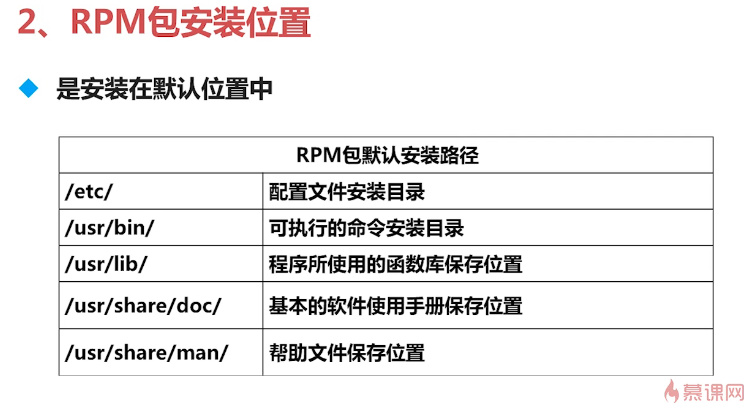 2、RPM包安装位置
是安装在默认位置中
RPM包默认安装路径
/etc/ 配置文件安装目录
/usr/bin/ 可执行的命令安装目录
/usr/lib/ 程序所使用的函数库保存位置
/usr/share/doc/ 基本的软件使用手册保存位置
/usr/share/man/ 帮助文件保存位置
慕课网